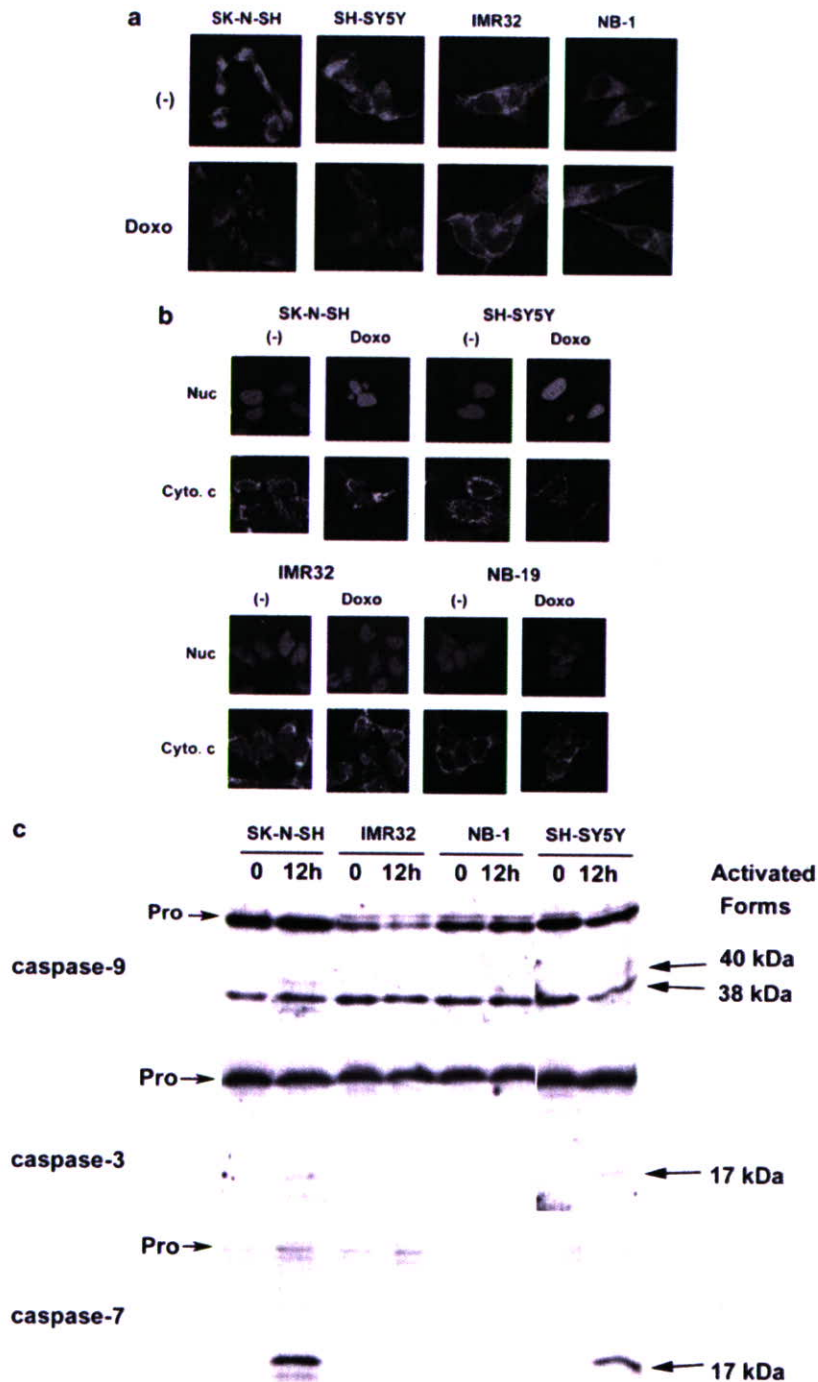 a
SK-N-SH SH-SY5Y IMR32 NB-1
(-)
Doxo
b
SK-N-SH SH-SY5Y
(-) Doxo (-) Doxo
Nuc
Cyto. c
IMR32 NB-19
(-) Doxo (-) Doxo
Nuc
Cyto. c
c
SK-N-SH IMR32 NB-1 SH-SY5Y
0 12h 0 12h 0 12h 0 12h
Activated
Forms
Pro
caspase-9
40 kDa
38 kDa
Pro
caspase-3
17 kDa
Pro
caspase-7
17 kDa